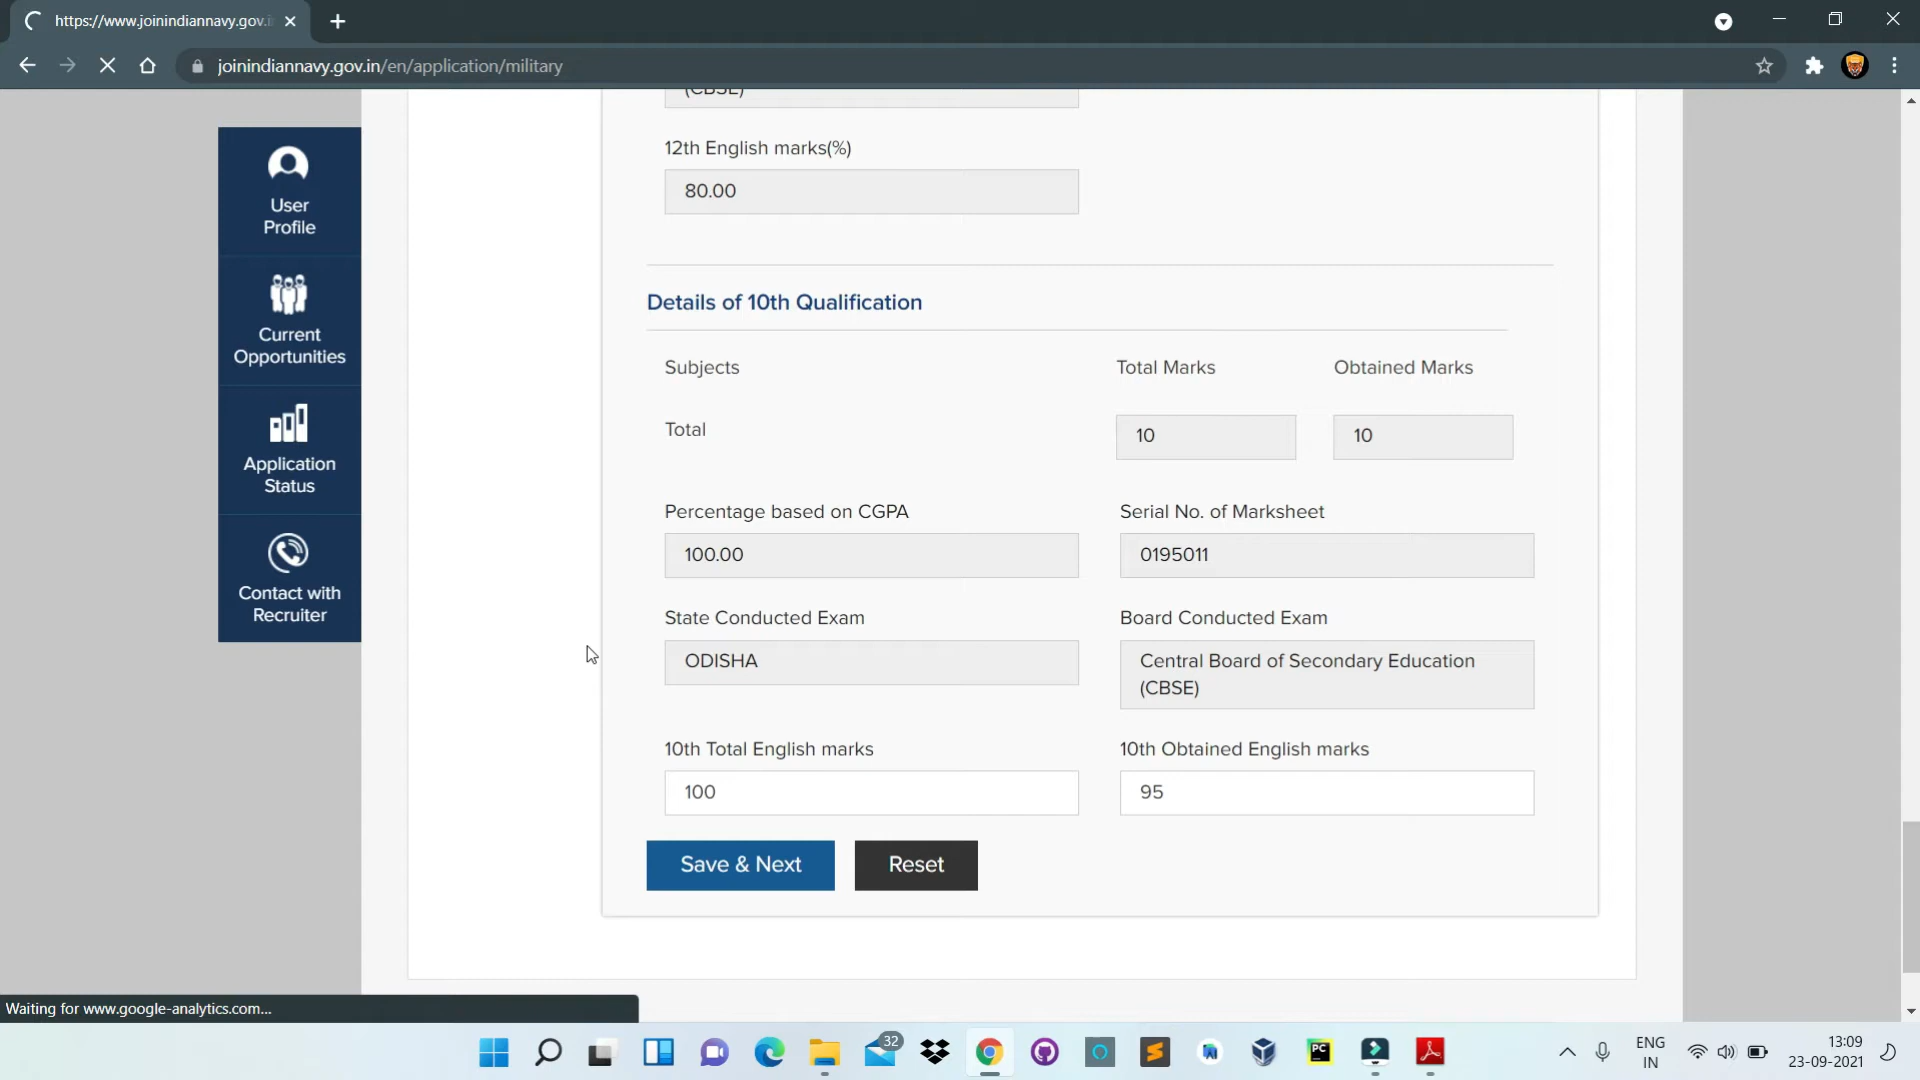 https://www.joinindiannavy.gov.i
joinindiannavy.gov.in/en/application/military
(CBSE)
12th English marks(%)
80.00
User
Profile
Current
Opportunities
Application
Status
Contact with
Recruiter
Details of 10th Qualification
Subjects Total Marks Obtained Marks
Total 10 10
Percentage based on CGPA Serial No. of Marksheet
100.00 0195011
State Conducted Exam Board Conducted Exam
ODISHA Central Board of Secondary Education
(CBSE)
10th Total English marks 10th Obtained English marks
100 95
Save & Next Reset
Waiting for www.google-analytics.com...
32
PC
ENG
IN
13:09
23-09-2021